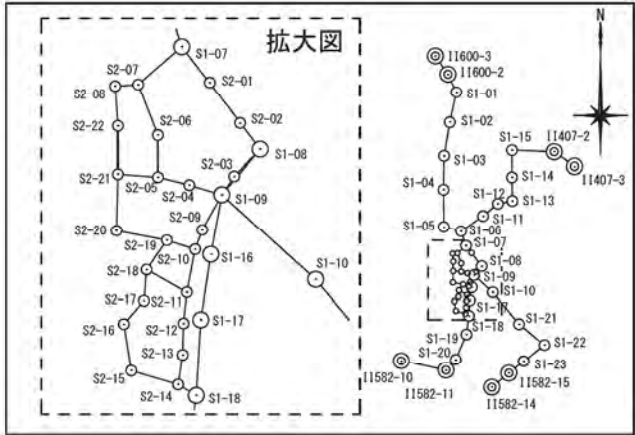 拡大図
S1-07
S2-01
S2-07
S2-08
S2-02
S2-22
S2-06
S1-08
S2-03
S2-21
S2-05
S2-04
S1-09
S2-09
S2-20
S2-19
S2-10
S1-16
S2-18
S1-10
S2-17
S2-11
S2-16
S2-12
S1-17
S2-13
S2-15
S2-14
S1-18
N
II600-3
II600-2
S1-01
S1-02
S1-15
II407-2
S1-03
II407-3
S1-14
S1-04
S1-12
S1-13
S1-11
S1-05
S1-06
S1-07
S1-08
S1-09
S1-10
S1-17
S1-18
S1-21
S1-19
S1-22
S1-20
S1-23
II582-10
II582-11
II582-15
II582-14